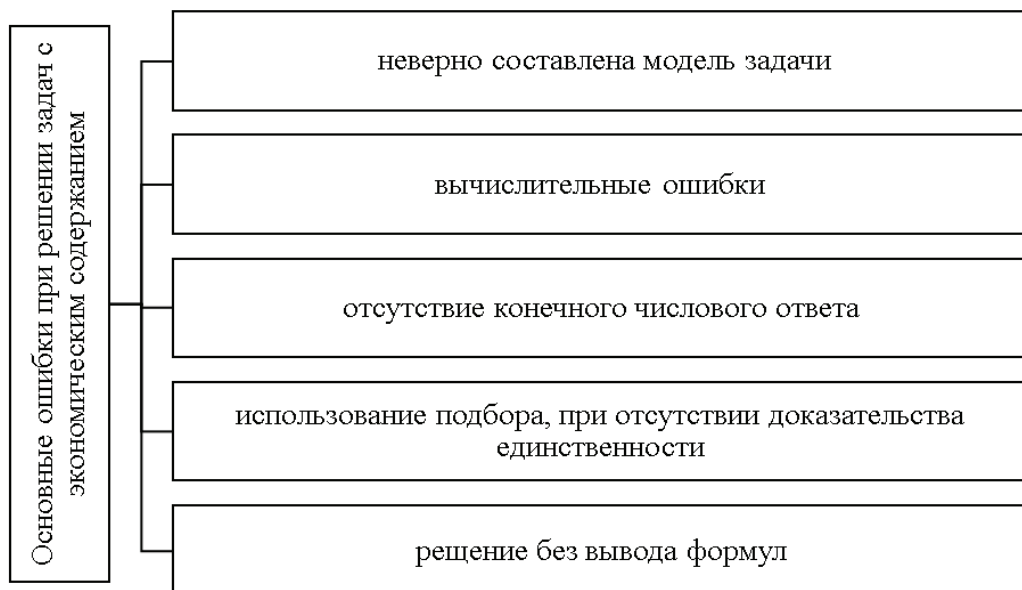 Основные ошибки при решении задач с
экономическим содержанием
неверно составлена модель задачи
вычислительные ошибки
отсутствие конечного числового ответа
использование подбора, при отсутствии доказательства
единственности
рещение без вывода формул